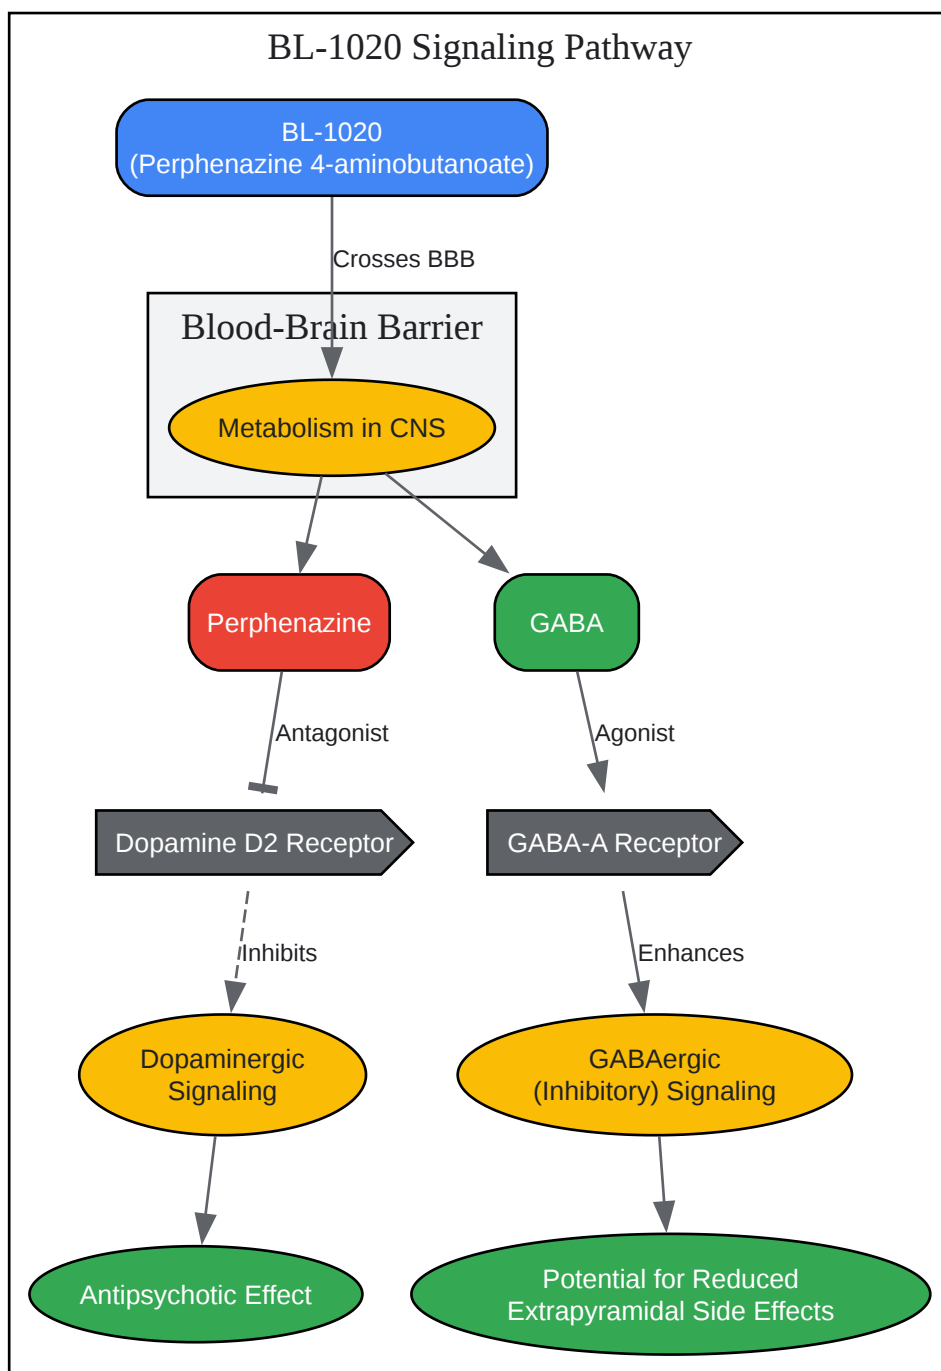 BL-1020 Signaling Pathway
BL-1020
(Perphenazine 4-aminobutanoate)
Crosses BBB
Blood-Brain Barrier
Metabolism in CNS
Perphenazine
GABA
Antagonist
Agonist
Dopamine D2 Receptor
GABA-A Receptor
Inhibits
Enhances
Dopaminergic
Signaling
GABAergic
(Inhibitory) Signaling
Antipsychotic Effect
Potential for Reduced
Extrapyramidal Side Effects